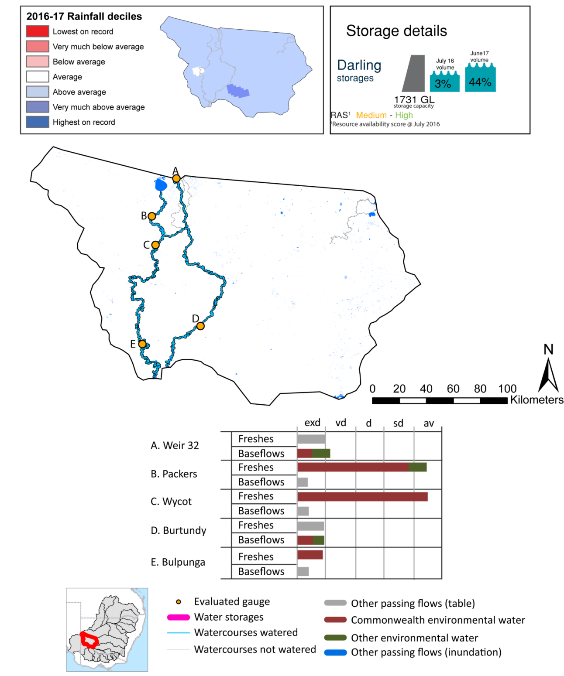 2016-17 Rainfall deciles
Lowest on record
Very much below average
Below average
Average
Above average
Very much above average
Highest on record
Storage details
Darling
storages
July 16
volume
3%
June17
volume
44%
1731 GL
storage capacity
RAS¹ Medium - High
¹Resource availability score @ July 2016
A
B
C
D
E
N
0 20 40 60 80 100
Kilometers
exd vd d sd av
A. Weir 32
Freshes
Baseflows
B. Packers
Freshes
Baseflows
C. Wycot
Freshes
Baseflows
D. Burtundy
Freshes
Baseflows
E. Bulpunga
Freshes
Baseflows
Evaluated gauge
Water storages
Watercourses watered
Watercourses not watered
Other passing flows (table)
Commonwealth environmental water
Other environmental water
Other passing flows (inundation)